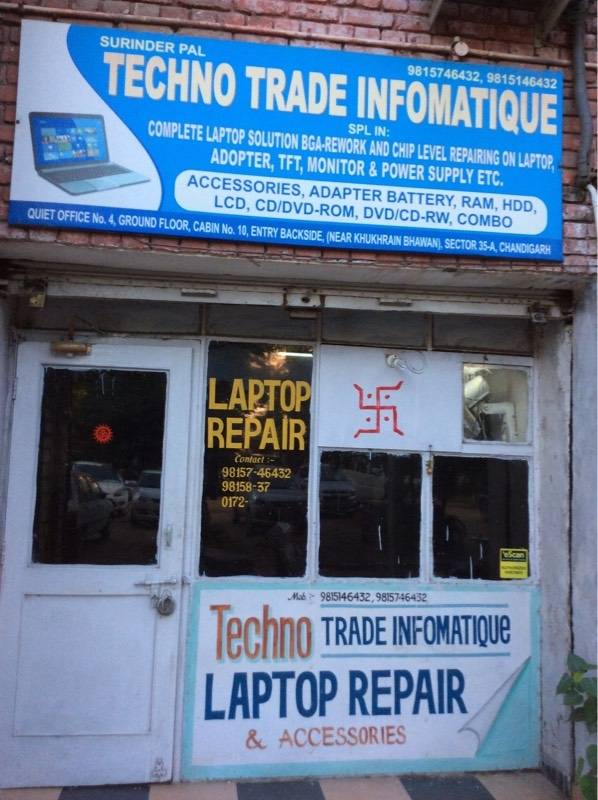 SURINDER PAL
9815746432, 9815146432
TECHNO TRADE INFOMATIQUE
SPL IN:
COMPLETE LAPTOP SOLUTION BGA-REWORK AND CHIP LEVEL REPAIRING ON LAPTOP,
ADOPTER, TFT, MONITOR & POWER SUPPLY ETC.
ACCESSORIES, ADAPTER BATTERY, RAM, HDD,
LCD, CD/DVD-ROM, DVD/CD-RW, COMBO
QUIET OFFICE No. 4, GROUND FLOOR, CABIN No. 10, ENTRY BACKSIDE, (NEAR KHUKHRAIN BHAWAN), SECTOR 35-A, CHANDIGARH
LAPTOP
REPAIR
Contact :-
98157-46432
98158-37
0172-
eScan
Mob. :- 9815146432, 9815746432
Techno TRADE INFOMATIQUE
LAPTOP REPAIR
& ACCESSORIES